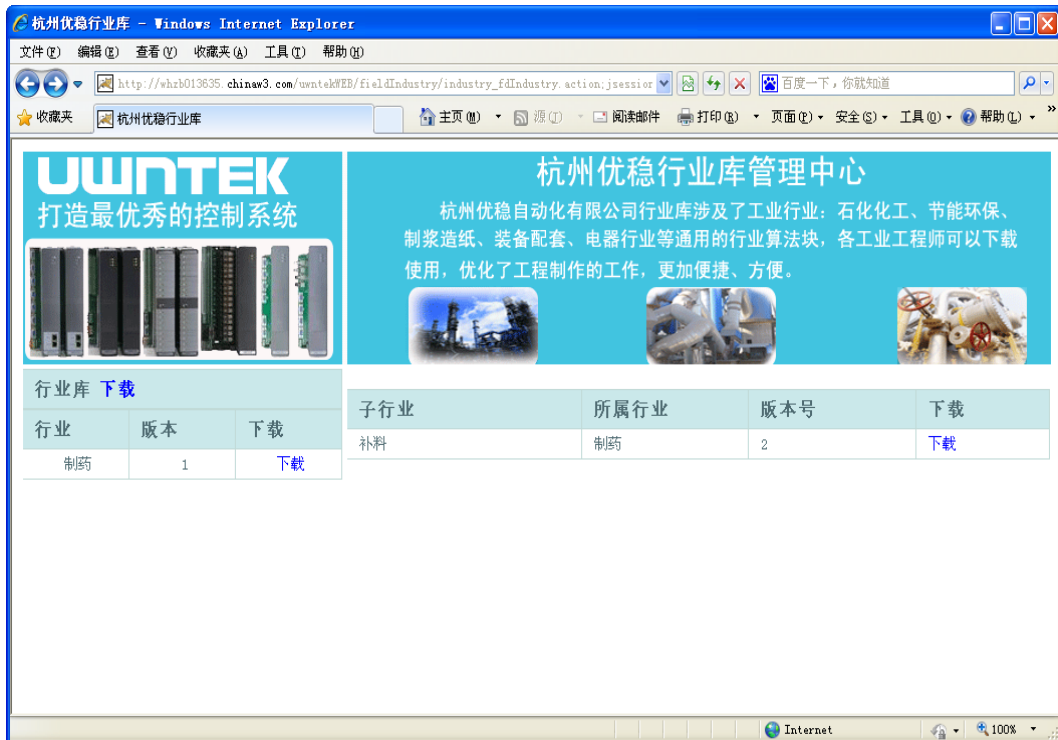 杭州优稳行业库 - Windows Internet Explorer
文件(F) 编辑(E) 查看(V) 收藏夹(A) 工具(T) 帮助(H)
http://whzb013635.chinaw3.com/uwntekWEB/fieldIndustry/industry_fdIndustry.action;jsession
百度一下，你就知道
收藏夹 杭州优稳行业库 主页(M) 源(J) 阅读邮件 打印(R) 页面(P) 安全(S) 工具(O) 帮助(L) »
UWNTEK
打造最优秀的控制系统
杭州优稳行业库管理中心
杭州优稳自动化有限公司行业库涉及了工业行业：石化化工、节能环保、
制浆造纸、装备配套、电器行业等通用的行业算法块，各工业工程师可以下载
使用，优化了工程制作的工作，更加便捷、方便。
行业库 下载
行业 版本 下载
制药 1 下载
子行业 所属行业 版本号 下载
补料 制药 2 下载
Internet 100%